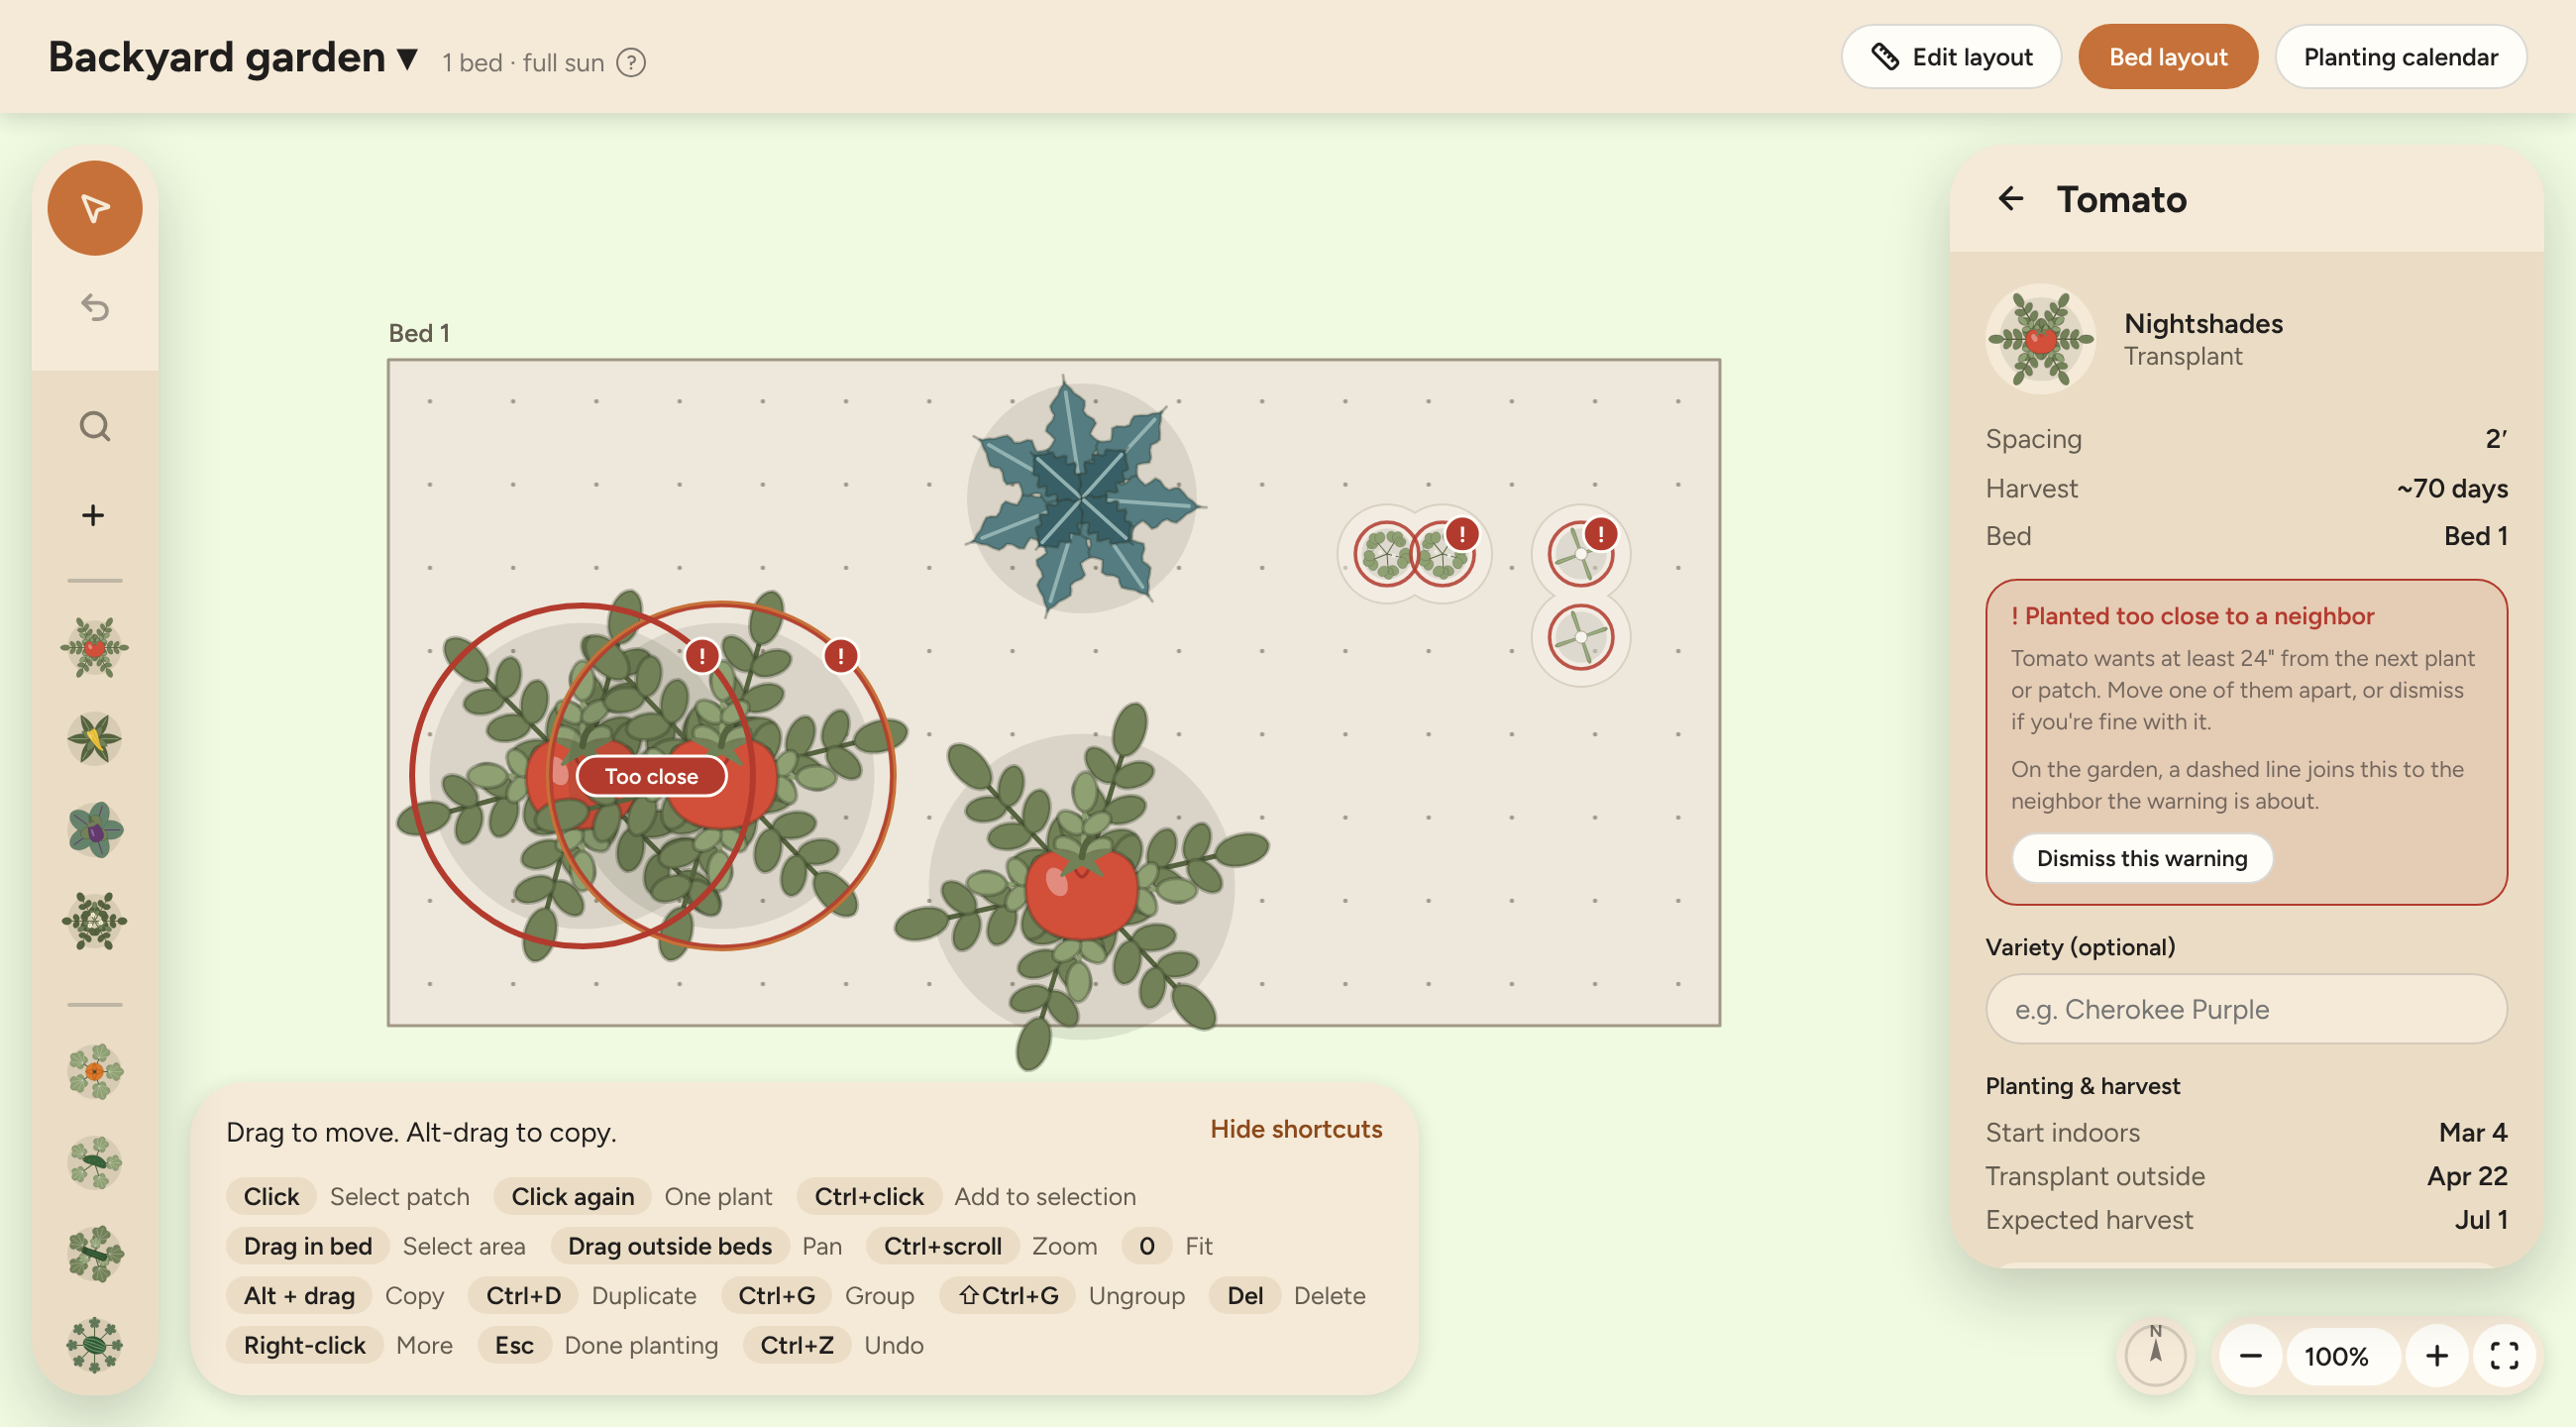 Backyard garden ▼
1 bed · full sun ?
Edit layout
Bed layout
Planting calendar
Bed 1
!
!
!
!
Too close
Tomato
Nightshades
Transplant
Spacing 2′
Harvest ~70 days
Bed Bed 1
! Planted too close to a neighbor
Tomato wants at least 24" from the next plant
or patch. Move one of them apart, or dismiss
if you're fine with it.
On the garden, a dashed line joins this to the
neighbor the warning is about.
Dismiss this warning
Variety (optional)
e.g. Cherokee Purple
Planting & harvest
Start indoors Mar 4
Transplant outside Apr 22
Expected harvest Jul 1
Drag to move. Alt-drag to copy.
Hide shortcuts
Click Select patch Click again One plant Ctrl+click Add to selection
Drag in bed Select area Drag outside beds Pan Ctrl+scroll Zoom 0 Fit
Alt + drag Copy Ctrl+D Duplicate Ctrl+G Group ⇧Ctrl+G Ungroup Del Delete
Right-click More Esc Done planting Ctrl+Z Undo
N
100%